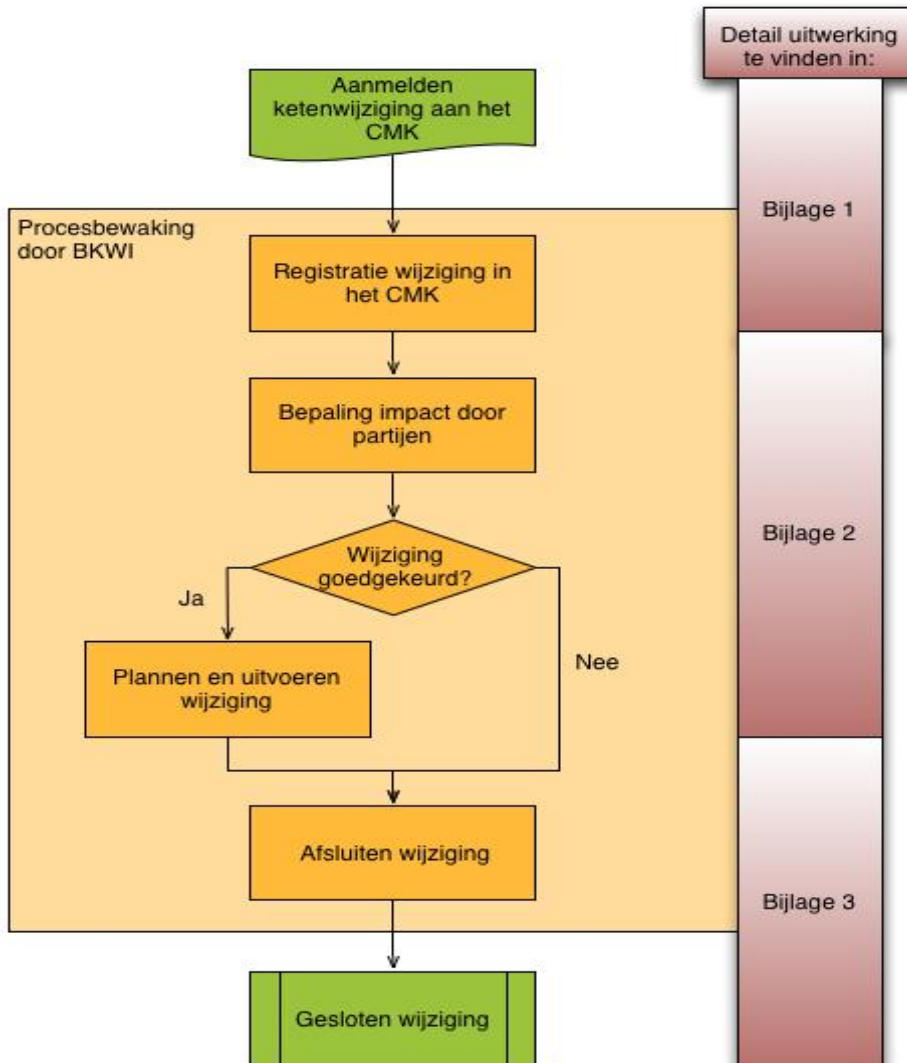 Detail uitwerking
te vinden in:
Aanmelden
ketenwijziging aan het
CMK
Bijlage 1
Procesbewaking
door BKWI
Registratie wijziging in
het CMK
Bepaling impact door
partijen
Bijlage 2
Wijziging
goedgekeurd?
Ja
Nee
Plannen en uitvoeren
wijziging
Afsluiten wijziging
Bijlage 3
Gesloten wijziging